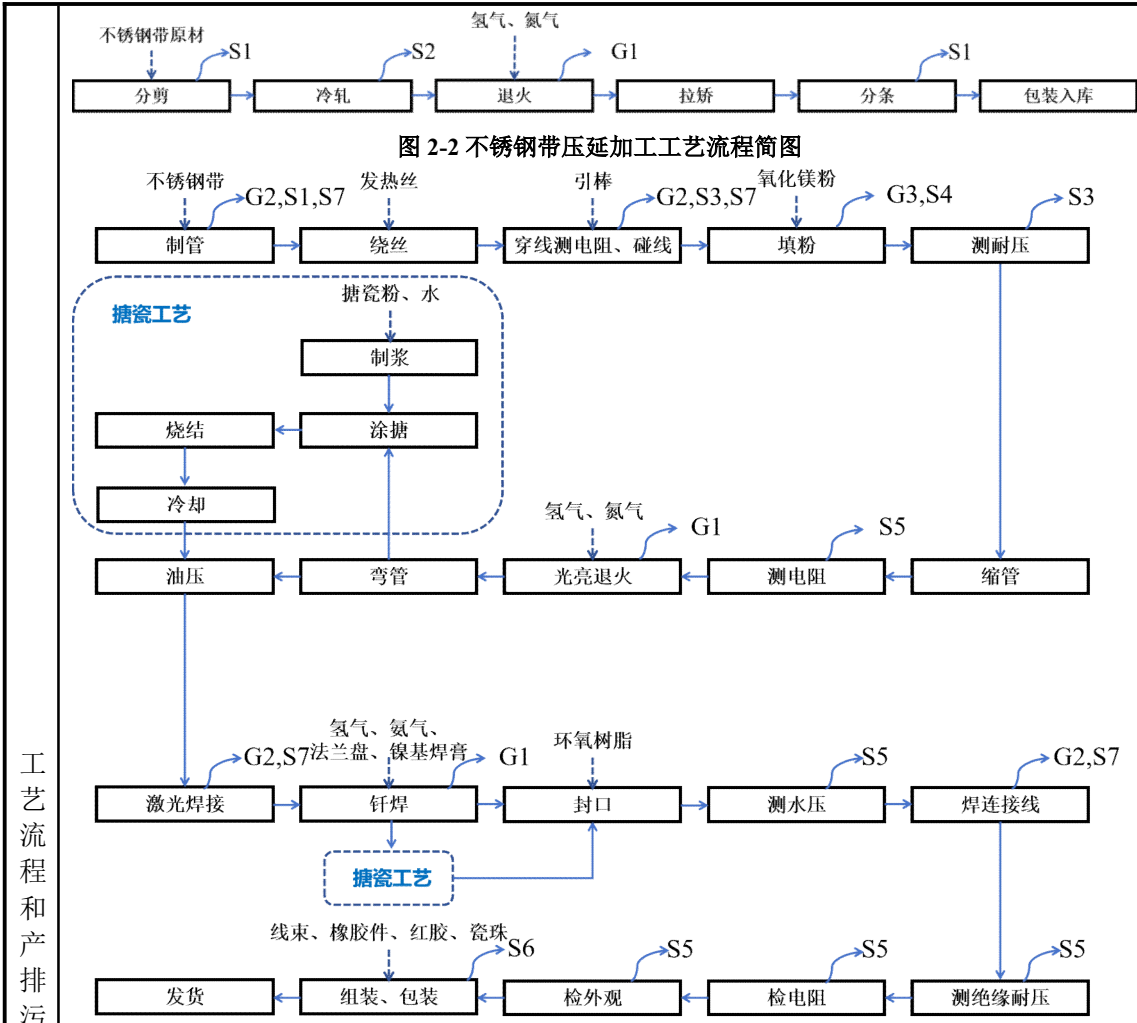 不锈钢带原材
氢气、氮气
S1
S2
G1
S1
分剪
冷轧
退火
拉矫
分条
包装入库
图 2-2 不锈钢带压延加工工艺流程简图
不锈钢带
G2,S1,S7
发热丝
引棒
G2,S3,S7
氧化镁粉
G3,S4
S3
制管
绕丝
穿线测电阻、碰线
填粉
测耐压
搪瓷工艺
搪瓷粉、水
制浆
烧结
涂搪
冷却
氢气、氮气
G1
S5
油压
弯管
光亮退火
测电阻
缩管
G2,S7
氢气、氨气、
法兰盘、镍基焊膏
G1
环氧树脂
S5
G2,S7
激光焊接
钎焊
封口
测水压
焊连接线
搪瓷工艺
线束、橡胶件、红胶、瓷珠
S6
S5
S5
S5
发货
组装、包装
检外观
检电阻
测绝缘耐压
工
艺
流
程
和
产
排
污